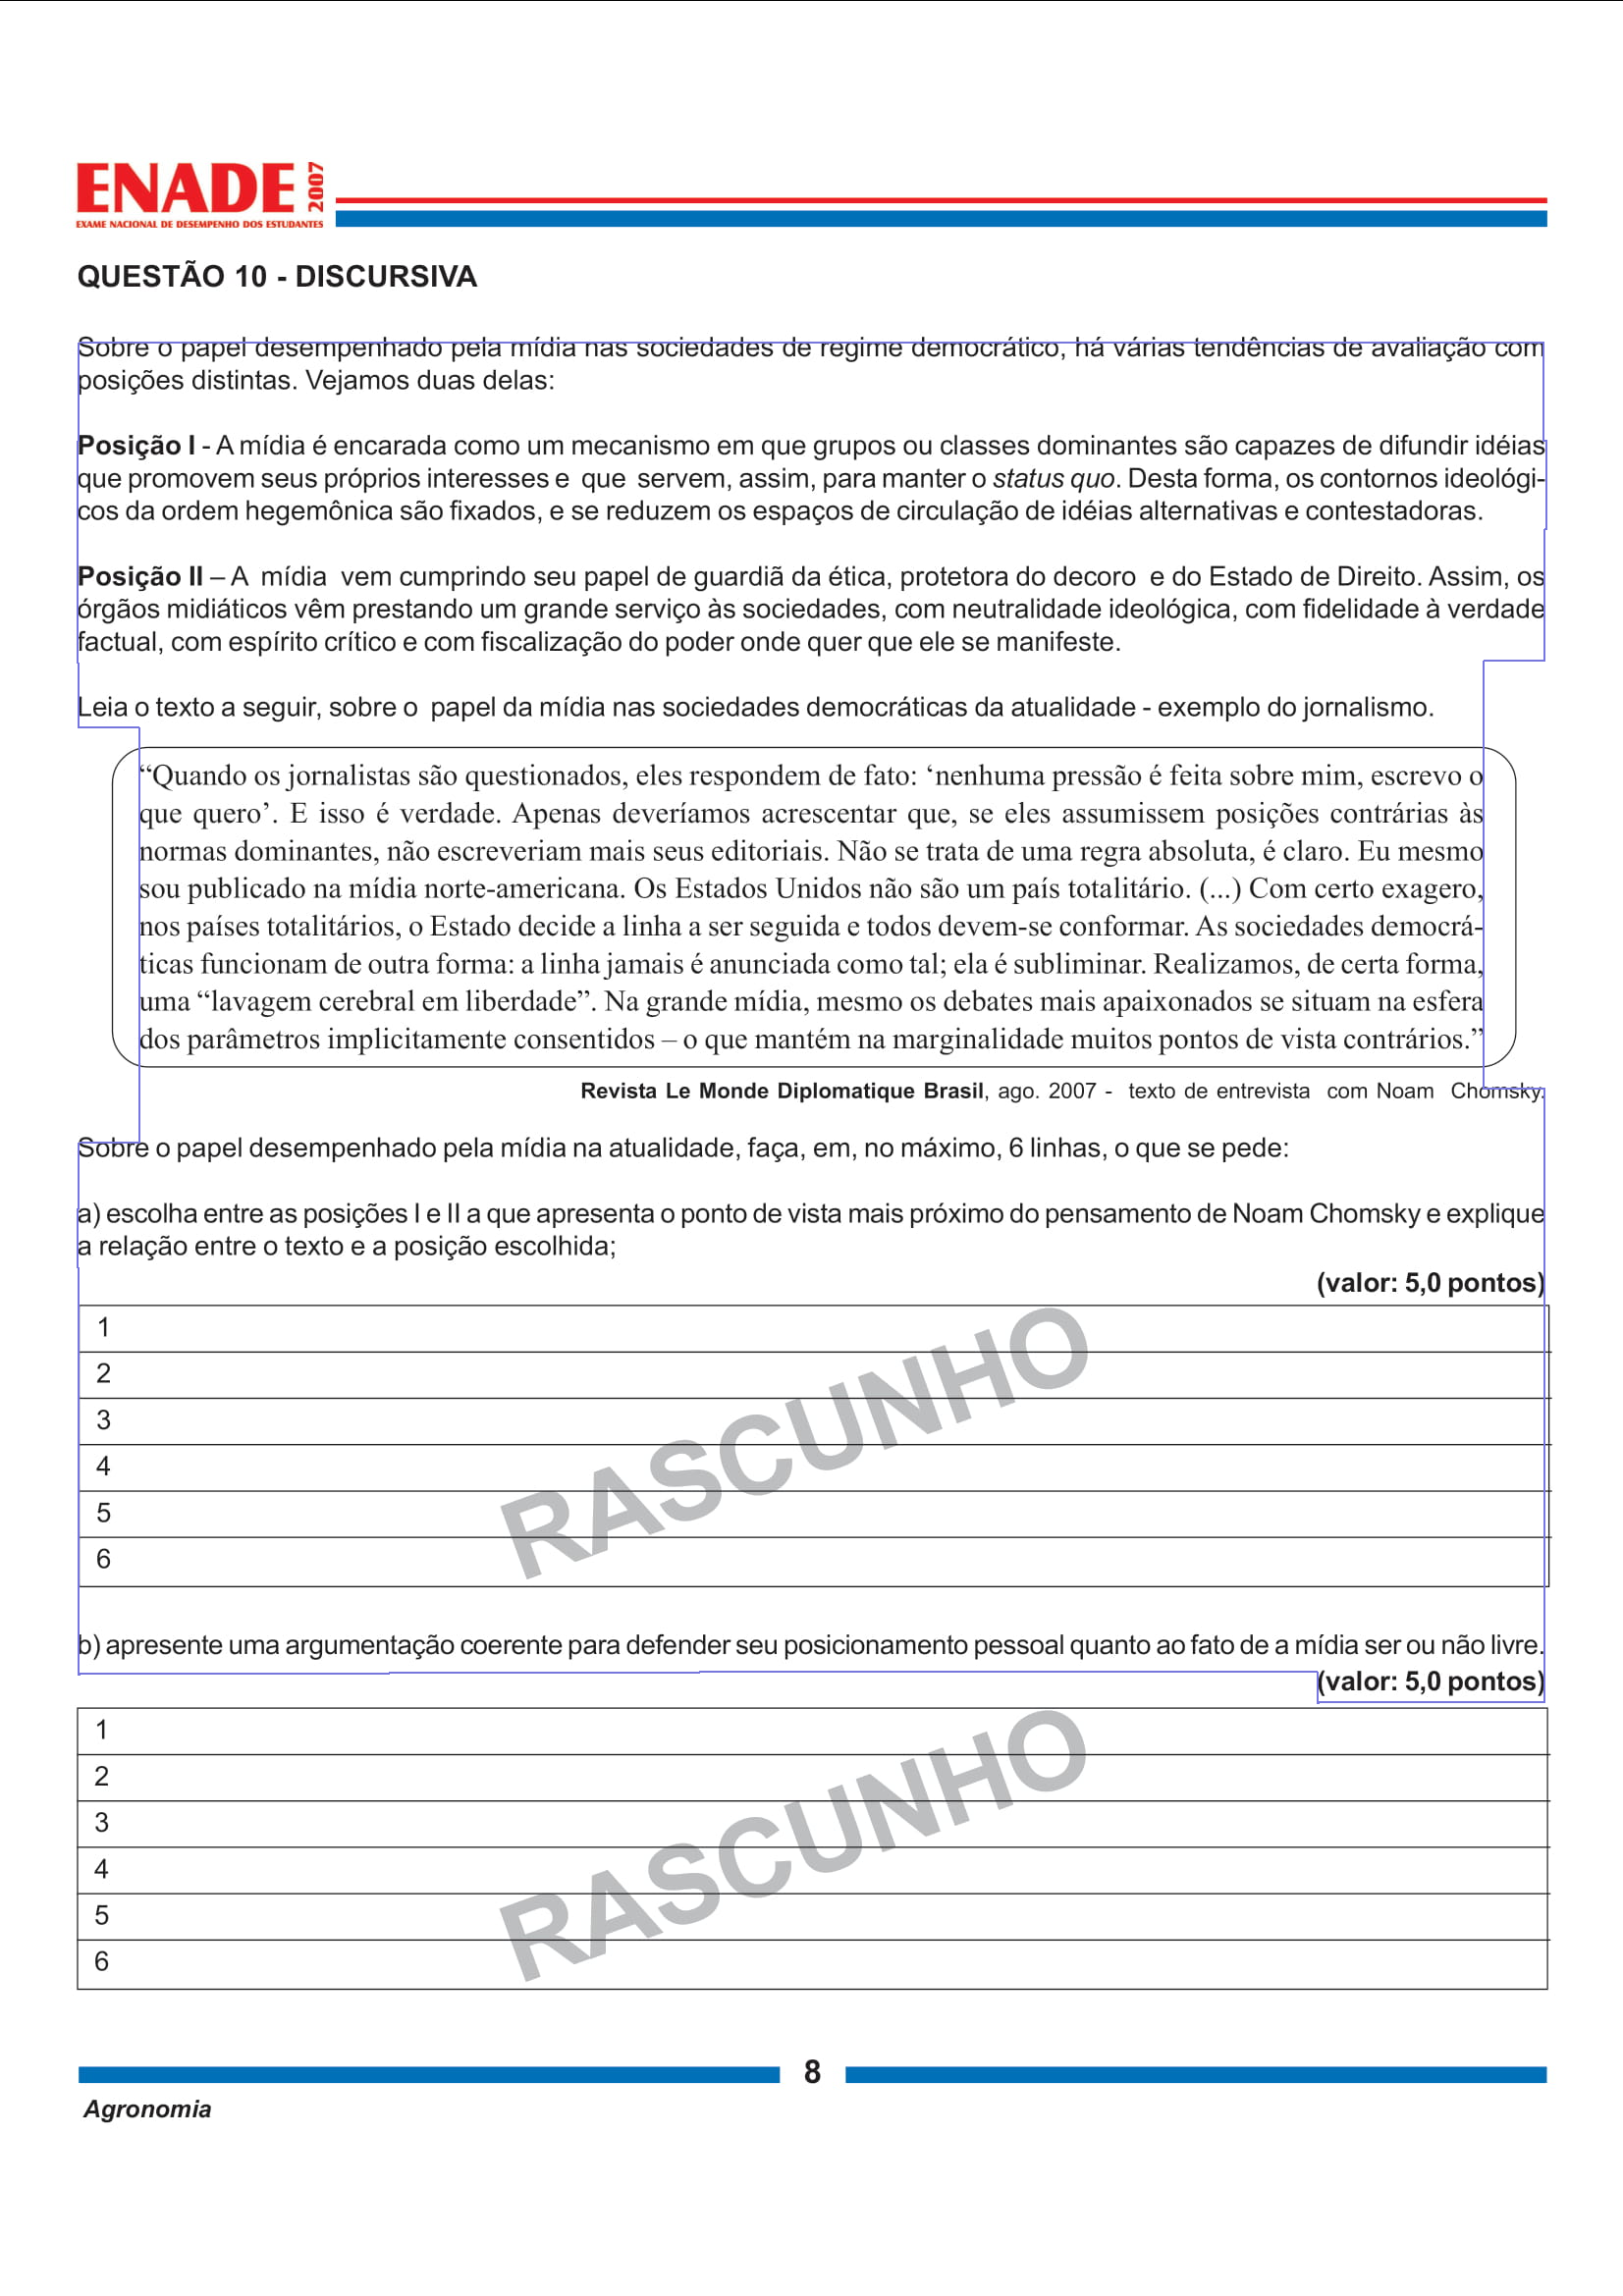 ENADE 2007
EXAME NACIONAL DE DESEMPENHO DOS ESTUDANTES
QUESTÃO 10 - DISCURSIVA
Sobre o papel desempenhado pela mídia nas sociedades de regime democrático, há várias tendências de avaliação com
posições distintas. Vejamos duas delas:
Posição I - A mídia é encarada como um mecanismo em que grupos ou classes dominantes são capazes de difundir idéias
que promovem seus próprios interesses e que servem, assim, para manter o status quo. Desta forma, os contornos ideológi-
cos da ordem hegemônica são fixados, e se reduzem os espaços de circulação de idéias alternativas e contestadoras.
Posição II – A mídia vem cumprindo seu papel de guardiã da ética, protetora do decoro e do Estado de Direito. Assim, os
órgãos midiáticos vêm prestando um grande serviço às sociedades, com neutralidade ideológica, com fidelidade à verdade
factual, com espírito crítico e com fiscalização do poder onde quer que ele se manifeste.
Leia o texto a seguir, sobre o papel da mídia nas sociedades democráticas da atualidade - exemplo do jornalismo.
“Quando os jornalistas são questionados, eles respondem de fato: ‘nenhuma pressão é feita sobre mim, escrevo o
que quero’. E isso é verdade. Apenas deveríamos acrescentar que, se eles assumissem posições contrárias às
normas dominantes, não escreveriam mais seus editoriais. Não se trata de uma regra absoluta, é claro. Eu mesmo
sou publicado na mídia norte-americana. Os Estados Unidos não são um país totalitário. (...) Com certo exagero,
nos países totalitários, o Estado decide a linha a ser seguida e todos devem-se conformar. As sociedades democrá-
ticas funcionam de outra forma: a linha jamais é anunciada como tal; ela é subliminar. Realizamos, de certa forma,
uma “lavagem cerebral em liberdade”. Na grande mídia, mesmo os debates mais apaixonados se situam na esfera
dos parâmetros implicitamente consentidos – o que mantém na marginalidade muitos pontos de vista contrários.”
Revista Le Monde Diplomatique Brasil, ago. 2007 - texto de entrevista com Noam Chomsky.
Sobre o papel desempenhado pela mídia na atualidade, faça, em, no máximo, 6 linhas, o que se pede:
a) escolha entre as posições I e II a que apresenta o ponto de vista mais próximo do pensamento de Noam Chomsky e explique
a relação entre o texto e a posição escolhida;
(valor: 5,0 pontos)
1
2
3
4
5
6
RASCUNHO
b) apresente uma argumentação coerente para defender seu posicionamento pessoal quanto ao fato de a mídia ser ou não livre.
(valor: 5,0 pontos)
1
2
3
4
5
6
RASCUNHO
8
Agronomia